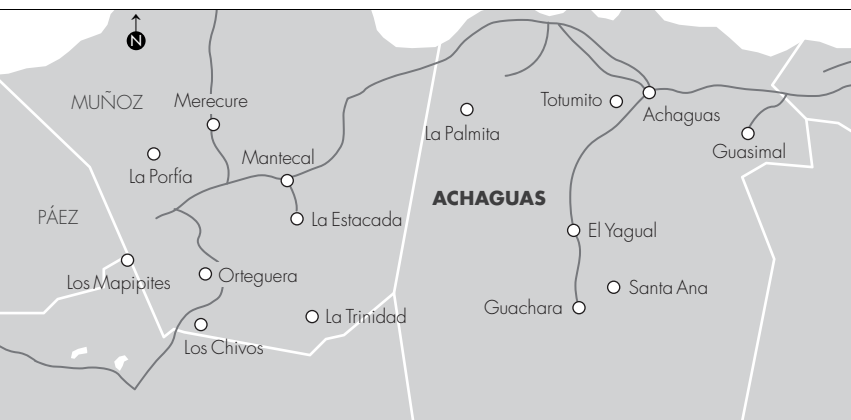 N
MUÑOZ
Merecure
Totumito
Achaguas
La Palmita
Guasimal
La Porfía
Mantecal
ACHAGUAS
PÁEZ
La Estacada
El Yagual
Los Mapipites
Orteguera
Santa Ana
Guachara
La Trinidad
Los Chivos